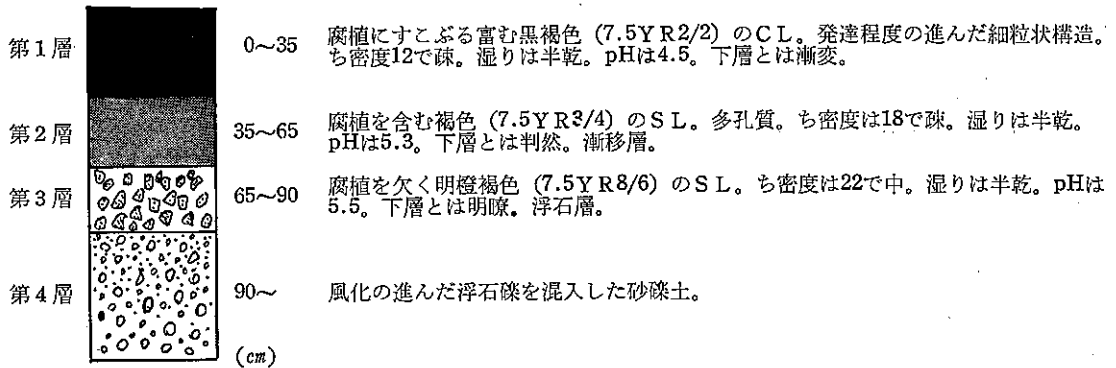 第1層 0~35 腐植にすこぶる富む黒褐色 (7.5YR2/2) のCL。発達程度の進んだ細粒状構造。
ち密度12で疎。湿りは半乾。pHは4.5。下層とは漸変。
第2層 35~65 腐植を含む褐色 (7.5YR3/4) のSL。多孔質。ち密度は18で疎。湿りは半乾。
pHは5.3。下層とは判然。漸移層。
第3層 65~90 腐植を欠く明橙褐色 (7.5YR8/6) のSL。ち密度は22で中。湿りは半乾。pHは
5.5。下層とは明瞭。浮石層。
第4層 90~ 風化の進んだ浮石礫を混入した砂礫土。
(cm)